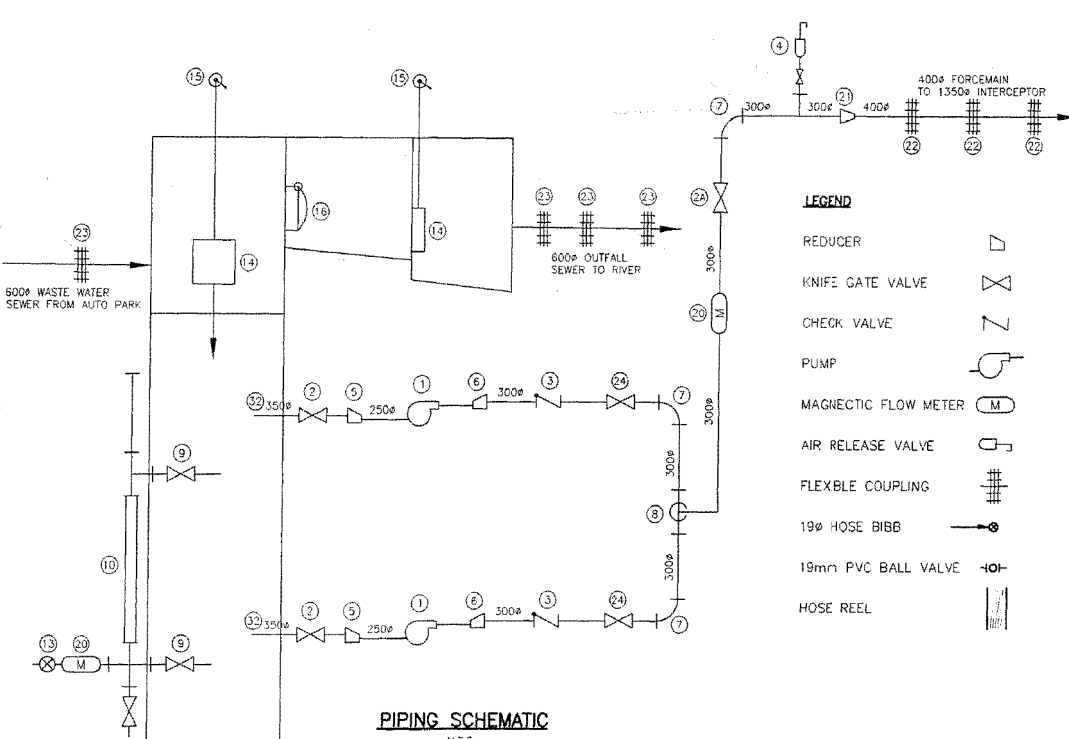 4
15
15
400ø FORCEMAIN
TO 1350ø INTERCEPTOR
7
300ø
300ø
21
400ø
22
22
22
2A
23
23
23
23
16
14
14
600ø OUTFALL
SEWER TO RIVER
600ø WASTE WATER
SEWER FROM AUTO PARK
300ø
20
M
LEGEND
REDUCER
KNIFE GATE VALVE
CHECK VALVE
PUMP
MAGNECTIC FLOW METER
M
AIR RELEASE VALVE
FLEXBLE COUPLING
19ø HOSE BIBB
19mm PVC BALL VALVE
HOSE REEL
32
350ø
2
5
250ø
1
6
300ø
3
24
7
300ø
300ø
9
8
10
300ø
32
350ø
2
5
250ø
1
6
300ø
3
24
7
13
20
M
9
PIPING SCHEMATIC